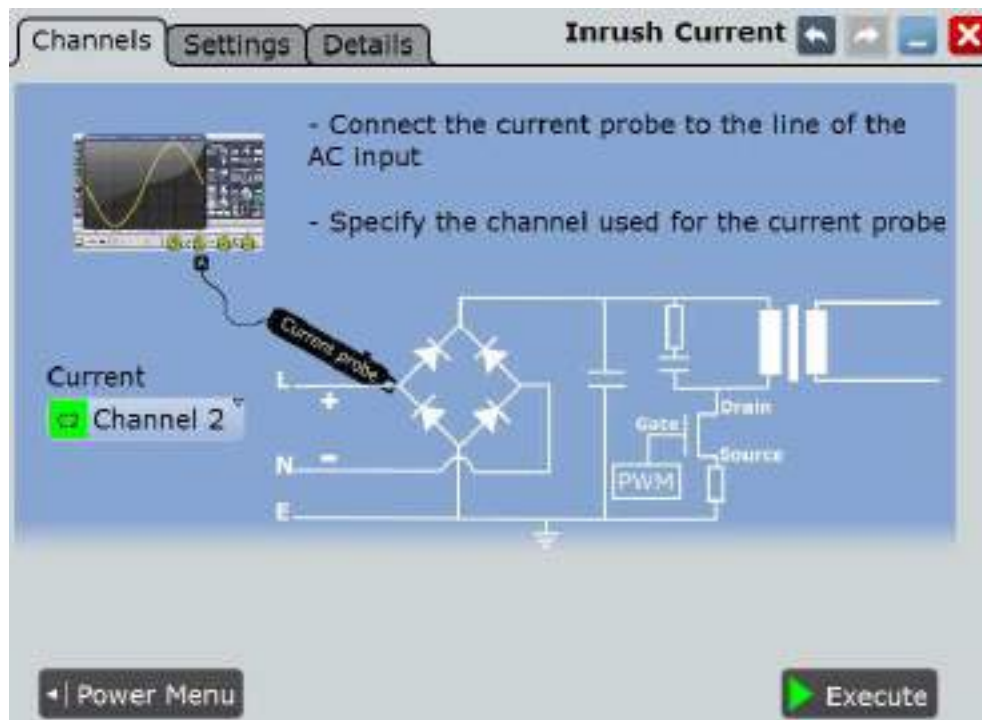 Channels Settings Details Inrush Current
- Connect the current probe to the line of the
AC input
- Specify the channel used for the current probe
Current probe
Current
C2 Channel 2
L
+
N -
E
Drain
Gate
Source
PWM
Power Menu
Execute